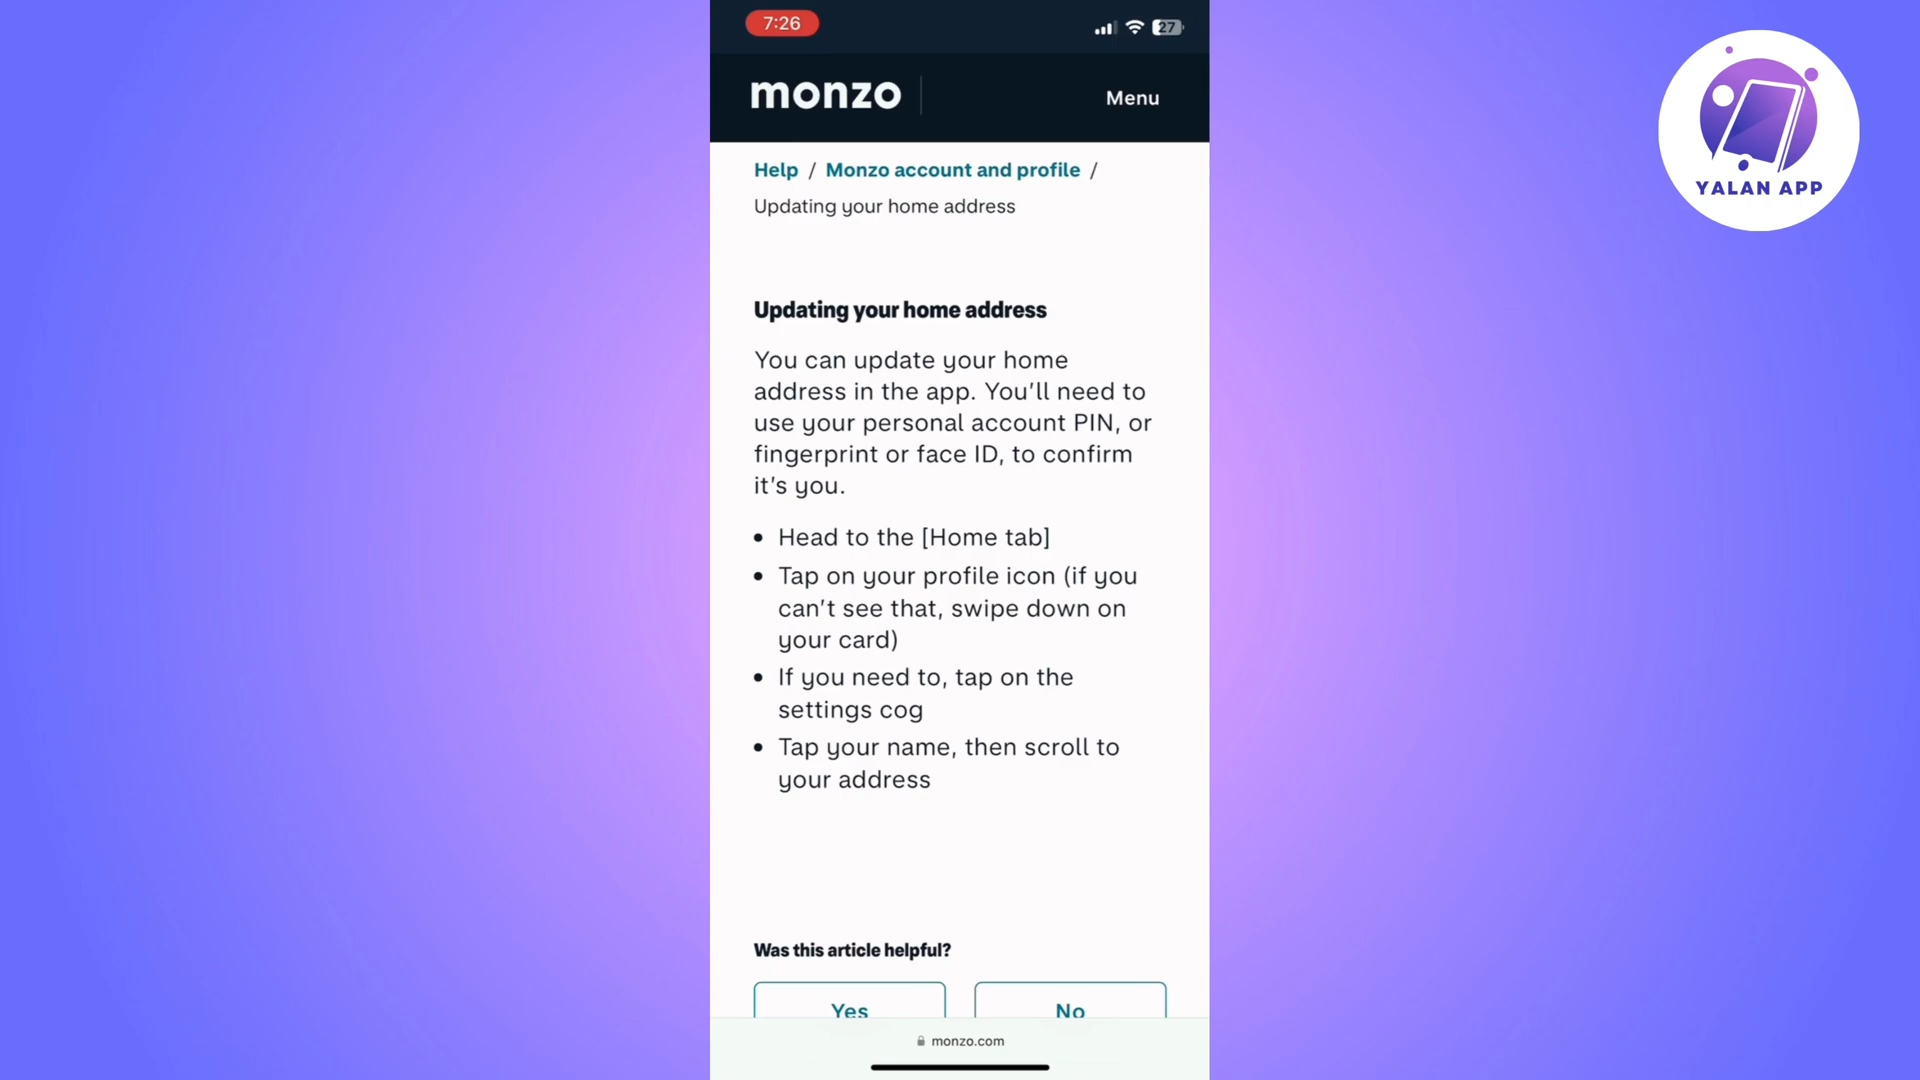 7:26
27
monzo
Menu
Help / Monzo account and profile /
Updating your home address
Updating your home address
You can update your home
address in the app. You’ll need to
use your personal account PIN, or
fingerprint or face ID, to confirm
it’s you.
• Head to the [Home tab]
• Tap on your profile icon (if you
can’t see that, swipe down on
your card)
• If you need to, tap on the
settings cog
• Tap your name, then scroll to
your address
Was this article helpful?
Yes
No
monzo.com
YALAN APP